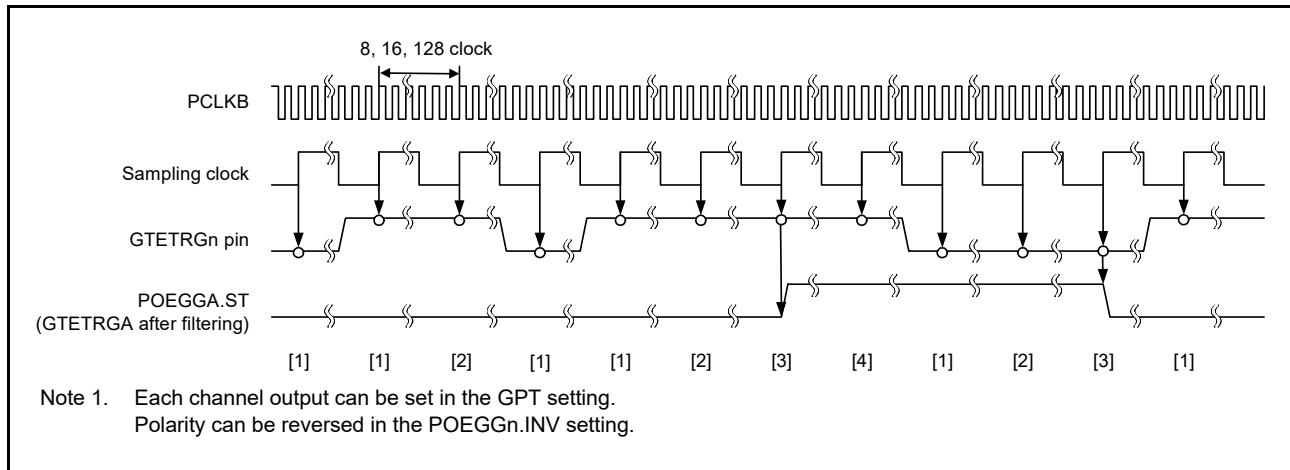 8, 16, 128 clock
PCLKB
Sampling clock
GTETRGn pin
POEGGA.ST
(GTETRGA after filtering)
[1] [1] [2] [1] [1] [2] [3] [4] [1] [2] [3] [1]
Note 1. Each channel output can be set in the GPT setting.
Polarity can be reversed in the POEGGn.INV setting.